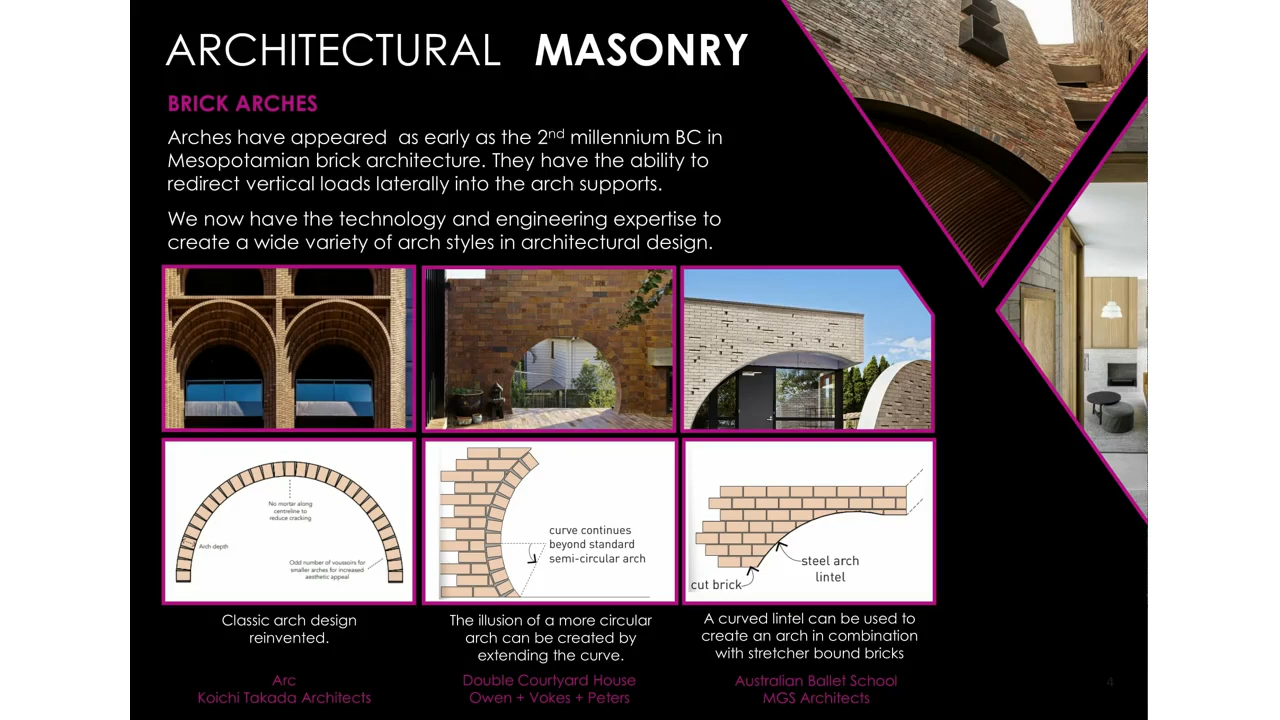 ARCHITECTURAL MASONRY
BRICK ARCHES
Arches have appeared as early as the 2nd millennium BC in
Mesopotamian brick architecture. They have the ability to
redirect vertical loads laterally into the arch supports.
We now have the technology and engineering expertise to
create a wide variety of arch styles in architectural design.
No mortar along
centreline to
reduce cracking
Arch depth
Odd number of voussoirs for
smaller arches for increased
aesthetic appeal
curve continues
beyond standard
semi-circular arch
steel arch
lintel
cut brick
Classic arch design
reinvented.
The illusion of a more circular
arch can be created by
extending the curve.
A curved lintel can be used to
create an arch in combination
with stretcher bound bricks
Arc
Koichi Takada Architects
Double Courtyard House
Owen + Vokes + Peters
Australian Ballet School
MGS Architects
4